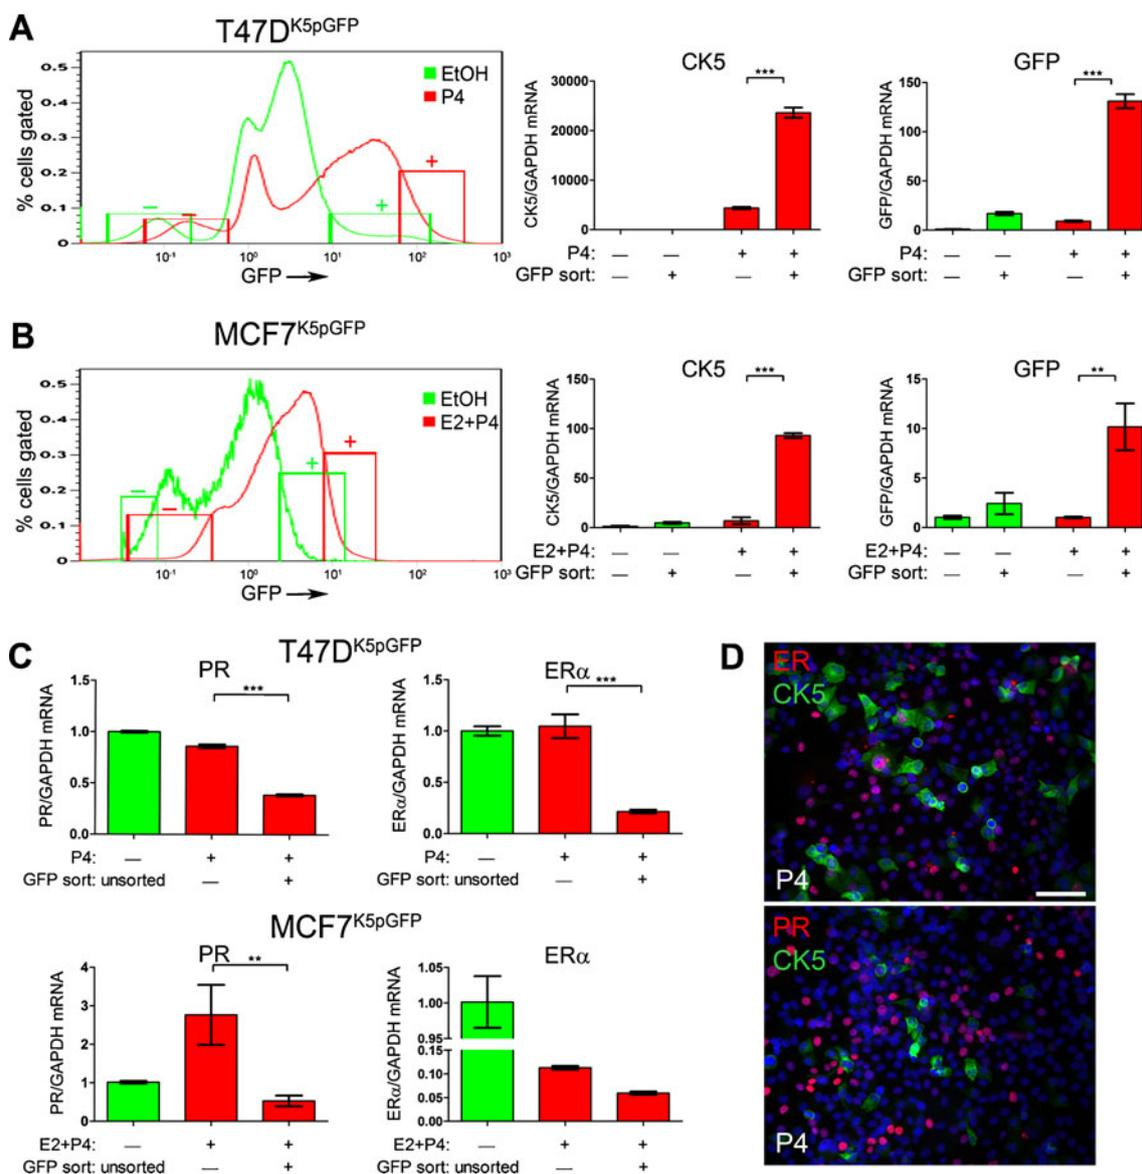 A
T47D^K5pGFP
% cells gated
0.5
0.4
0.3
0.2
0.1
0
EtOH
P4
− − + +
10^-1 10^0 10^1 10^2 10^3
GFP
CK5
CK5/GAPDH mRNA
30000
20000
10000
0
***
P4: — — + +
GFP sort: — + — +
GFP
GFP/GAPDH mRNA
150
100
50
0
***
P4: — — + +
GFP sort: — + — +
B
MCF7^K5pGFP
% cells gated
0.5
0.4
0.3
0.2
0.1
0
EtOH
E2+P4
− − + +
10^-1 10^0 10^1 10^2 10^3
GFP
CK5
CK5/GAPDH mRNA
150
100
50
0
***
E2+P4: — — + +
GFP sort: — + — +
GFP
GFP/GAPDH mRNA
15
10
5
0
**
E2+P4: — — + +
GFP sort: — + — +
C
T47D^K5pGFP
PR
PR/GAPDH mRNA
1.5
1.0
0.5
0.0
***
P4: — + +
GFP sort: unsorted — +
ERα
ERα/GAPDH mRNA
1.5
1.0
0.5
0.0
***
P4: — + +
GFP sort: unsorted — +
MCF7^K5pGFP
PR
PR/GAPDH mRNA
4
3
2
1
0
**
E2+P4: — + +
GFP sort: unsorted — +
ERα
ERα/GAPDH mRNA
1.05
1.00
0.95
0.15
0.10
0.05
0.00
E2+P4: — + +
GFP sort: unsorted — +
D
ER
CK5
P4
PR
CK5
P4